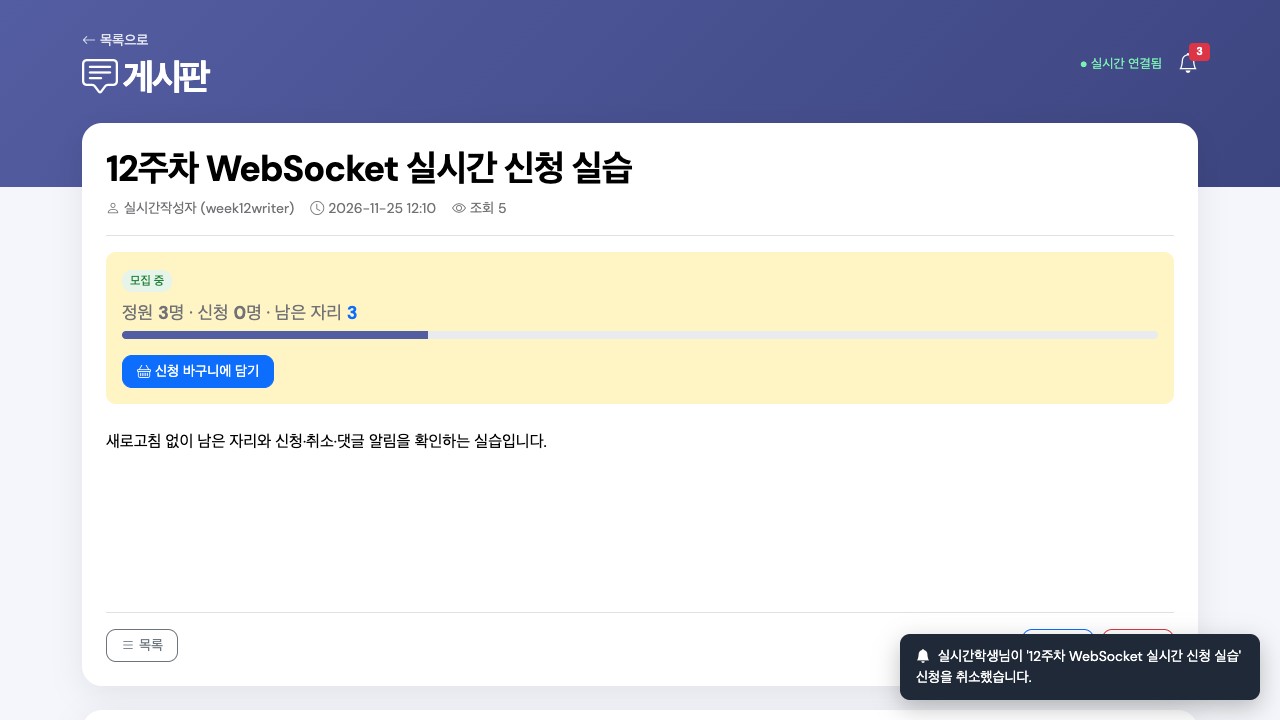 ← 목록으로
게시판
● 실시간 연결됨
3
12주차 WebSocket 실시간 신청 실습
실시간작성자 (week12writer) 2026-11-25 12:10 조회 5
모집 중
정원 3명 · 신청 0명 · 남은 자리 3
신청 바구니에 담기
새로고침 없이 남은 자리와 신청·취소·댓글 알림을 확인하는 실습입니다.
목록
실시간학생님이 '12주차 WebSocket 실시간 신청 실습'
신청을 취소했습니다.